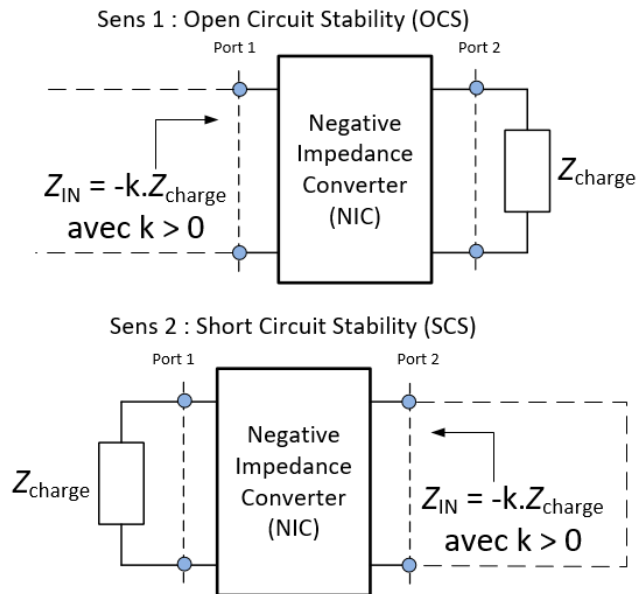 Sens 1 : Open Circuit Stability (OCS)
Port 1
Port 2
Negative
Impedance
Converter
(NIC)
Z_IN = -k.Z_charge
avec k > 0
Z_charge
Sens 2 : Short Circuit Stability (SCS)
Port 1
Port 2
Z_charge
Negative
Impedance
Converter
(NIC)
Z_IN = -k.Z_charge
avec k > 0